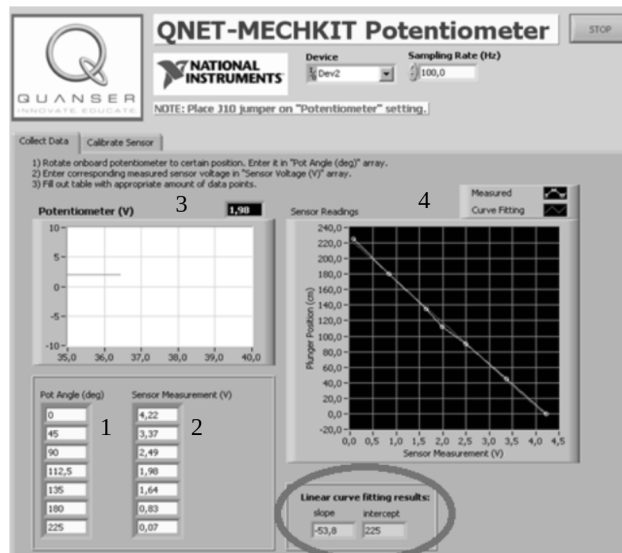 QUANSER
INNOVATE EDUCATE
QNET-MECHKIT Potentiometer
STOP
NATIONAL
INSTRUMENTS
Device
Dev2
Sampling Rate (Hz)
100,0
NOTE: Place J10 jumper on "Potentiometer" setting.
Collect Data
Calibrate Sensor
1) Rotate onboard potentiometer to certain position. Enter it in "Pot Angle (deg)" array.
2) Enter corresponding measured sensor voltage in "Sensor Voltage (V)" array.
3) Fill out table with appropriate amount of data points.
Potentiometer (V)
3
1,98
10-
5-
0-
-5-
-10-
35,0 36,0 37,0 38,0 39,0 40,0
Sensor Readings
4
Measured
Curve Fitting
240,0-
220,0-
200,0-
180,0-
160,0-
140,0-
120,0-
100,0-
80,0-
60,0-
40,0-
20,0-
0,0-
-20,0-
Plunger Position (cm)
0,0 0,5 1,0 1,5 2,0 2,5 3,0 3,5 4,0 4,5
Sensor Measurement (V)
Pot Angle (deg)
0
45
90
112,5
135
180
225
1
Sensor Measurement (V)
4,22
3,37
2,49
1,98
1,64
0,83
0,07
2
Linear curve fitting results:
slope
-53,8
intercept
225